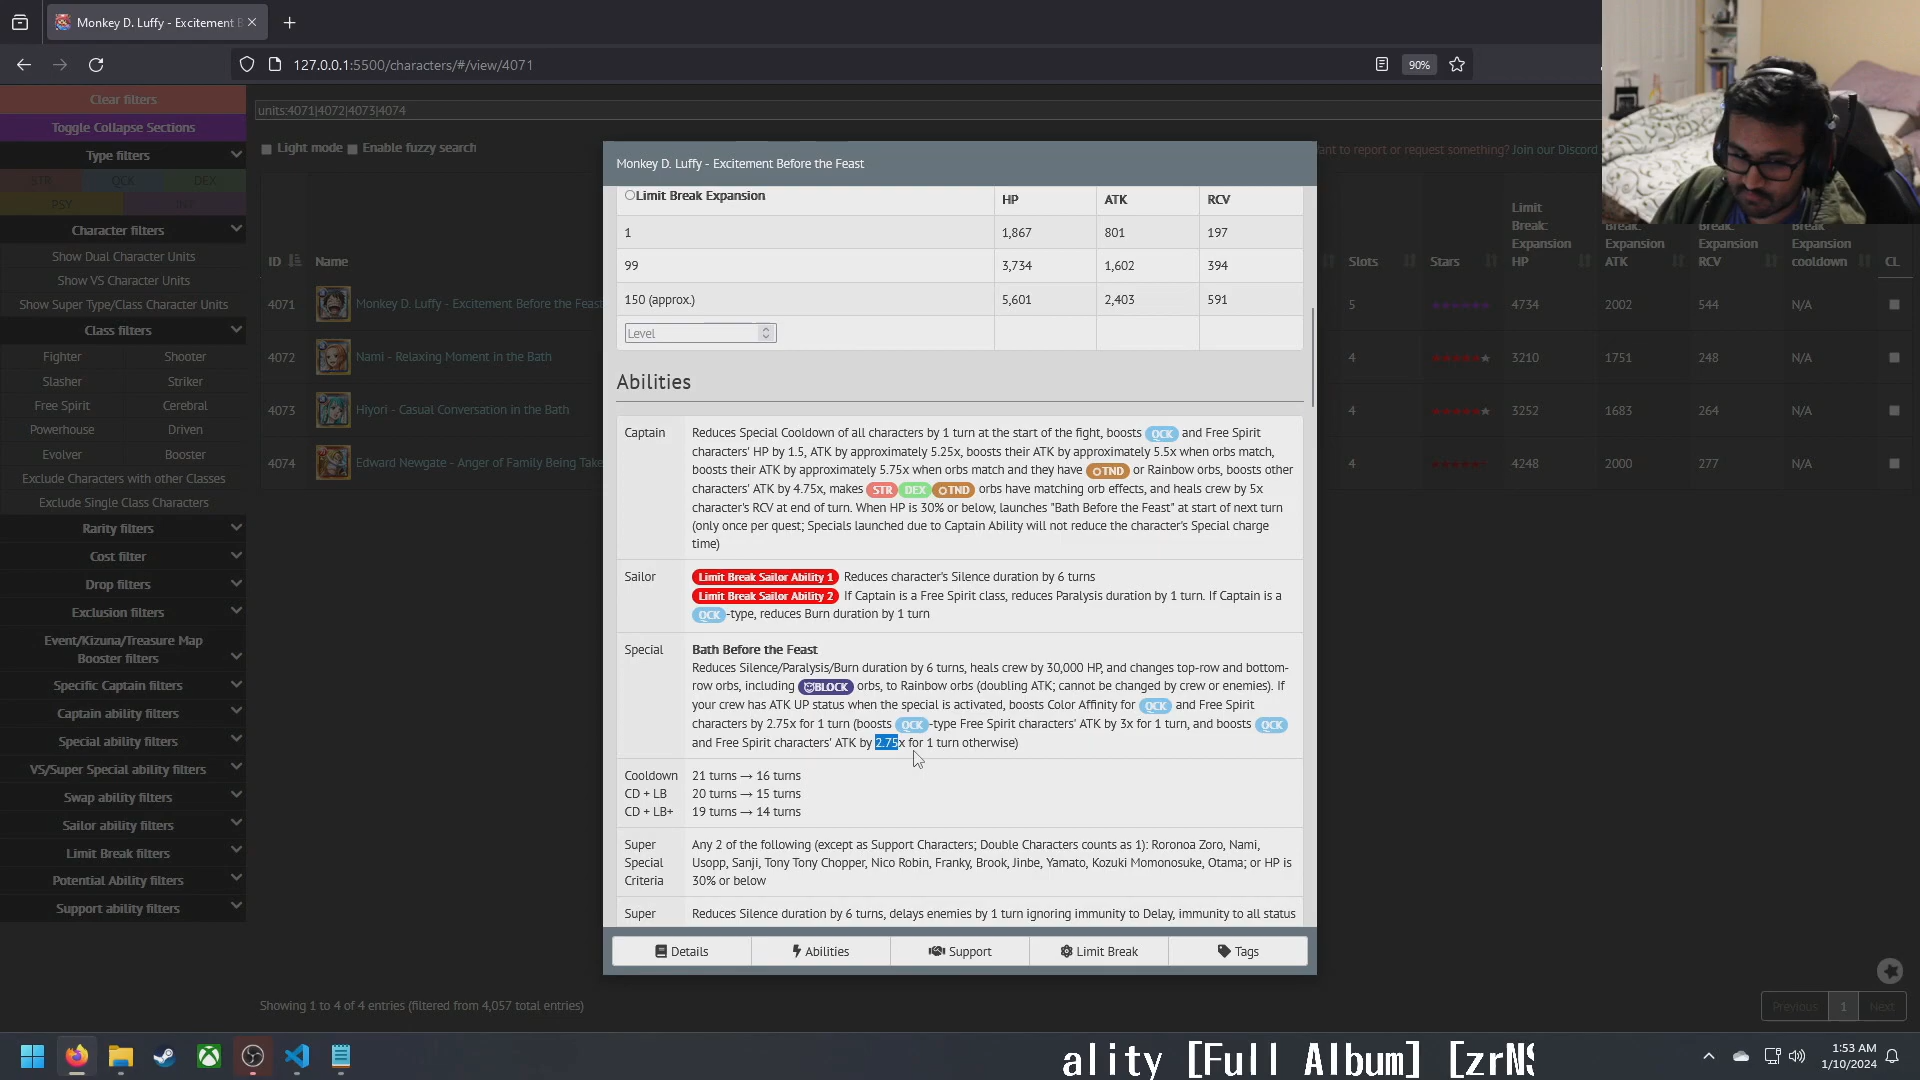 Monkey D. Luffy - Excitement B
127.0.0.1:5500/characters/#/view/4071
90%
Clear filters
Toggle Collapse Sections
Type filters
STR
QCK
DEX
PSY
INT
Character filters
Show Dual Character Units
Show VS Character Units
Show Super Type/Class Character Units
Class filters
Fighter
Shooter
Slasher
Striker
Free Spirit
Cerebral
Powerhouse
Driven
Evolver
Booster
Exclude Characters with other Classes
Exclude Single Class Characters
Rarity filters
Cost filter
Drop filters
Exclusion filters
Event/Kizuna/Treasure Map
Booster filters
Specific Captain filters
Captain ability filters
Special ability filters
VS/Super Special ability filters
Swap ability filters
Sailor ability filters
Limit Break filters
Potential Ability filters
Support ability filters
units:4071|4072|4073|4074
Light mode
Enable fuzzy search
ant to report or request something? Join our Discord
ID
Name
Slots
Stars
Limit
Break:
Expansion
HP
Break:
Expansion
ATK
Break:
Expansion
RCV
Break
Expansion
cooldown
CL
4071
Monkey D. Luffy - Excitement Before the Feast
5
4734
2002
544
N/A
4072
Nami - Relaxing Moment in the Bath
4
3210
1751
248
N/A
4073
Hiyori - Casual Conversation in the Bath
4
3252
1683
264
N/A
4074
Edward Newgate - Anger of Family Being Take
4
4248
2000
277
N/A
Monkey D. Luffy - Excitement Before the Feast
Limit Break Expansion
HP
ATK
RCV
1
1,867
801
197
99
3,734
1,602
394
150 (approx.)
5,601
2,403
591
Level
Abilities
Captain
Reduces Special Cooldown of all characters by 1 turn at the start of the fight, boosts QCK and Free Spirit
characters' HP by 1.5, ATK by approximately 5.25x, boosts their ATK by approximately 5.5x when orbs match,
boosts their ATK by approximately 5.75x when orbs match and they have TND or Rainbow orbs, boosts other
characters' ATK by 4.75x, makes STR DEX TND orbs have matching orb effects, and heals crew by 5x
character's RCV at end of turn. When HP is 30% or below, launches "Bath Before the Feast" at start of next turn
(only once per quest; Specials launched due to Captain Ability will not reduce the character's Special charge
time)
Sailor
Limit Break Sailor Ability 1 Reduces character's Silence duration by 6 turns
Limit Break Sailor Ability 2 If Captain is a Free Spirit class, reduces Paralysis duration by 1 turn. If Captain is a
QCK-type, reduces Burn duration by 1 turn
Special
Bath Before the Feast
Reduces Silence/Paralysis/Burn duration by 6 turns, heals crew by 30,000 HP, and changes top-row and bottom-
row orbs, including BLOCK orbs, to Rainbow orbs (doubling ATK; cannot be changed by crew or enemies). If
your crew has ATK UP status when the special is activated, boosts Color Affinity for QCK and Free Spirit
characters by 2.75x for 1 turn (boosts QCK-type Free Spirit characters' ATK by 3x for 1 turn, and boosts QCK
and Free Spirit characters' ATK by 2.75x for 1 turn otherwise)
Cooldown
21 turns → 16 turns
CD + LB
20 turns → 15 turns
CD + LB+
19 turns → 14 turns
Super
Special
Criteria
Any 2 of the following (except as Support Characters; Double Characters counts as 1): Roronoa Zoro, Nami,
Usopp, Sanji, Tony Tony Chopper, Nico Robin, Franky, Brook, Jinbe, Yamato, Kozuki Momonosuke, Otama; or HP is
30% or below
Super
Reduces Silence duration by 6 turns, delays enemies by 1 turn ignoring immunity to Delay, immunity to all status
Details
Abilities
Support
Limit Break
Tags
Showing 1 to 4 of 4 entries (filtered from 4,057 total entries)
Previous
1
Next
ality [Full Album] [zrNS
1:53 AM
1/10/2024